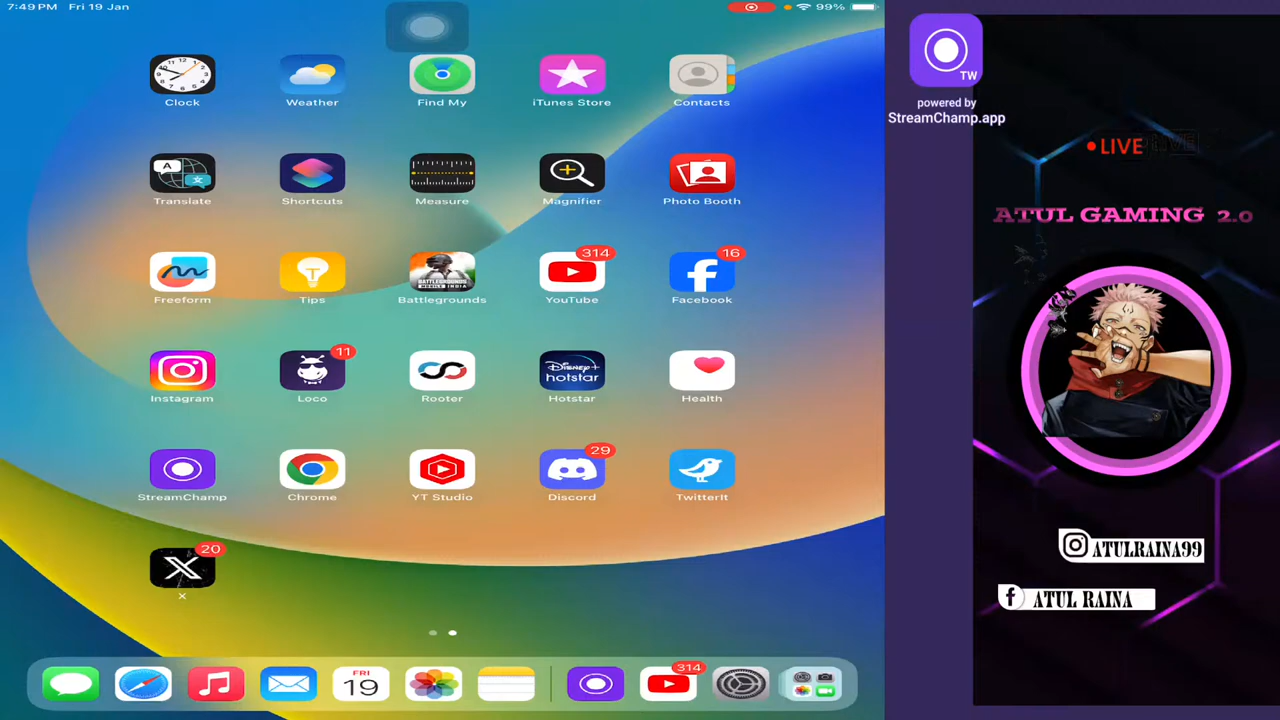 7:49 PM Fri 19 Jan
99%
Clock
Weather
Find My
iTunes Store
Contacts
Translate
Shortcuts
Measure
Magnifier
Photo Booth
314
16
Freeform
Tips
Battlegrounds
YouTube
Facebook
11
Instagram
Loco
Rooter
Hotstar
Health
29
StreamChamp
Chrome
YT Studio
Discord
TwitterIt
20
X
FRI
19
314
TW
powered by
StreamChamp.app
LIVE
ATUL GAMING 2.0
ATULRAINA99
ATUL RAINA